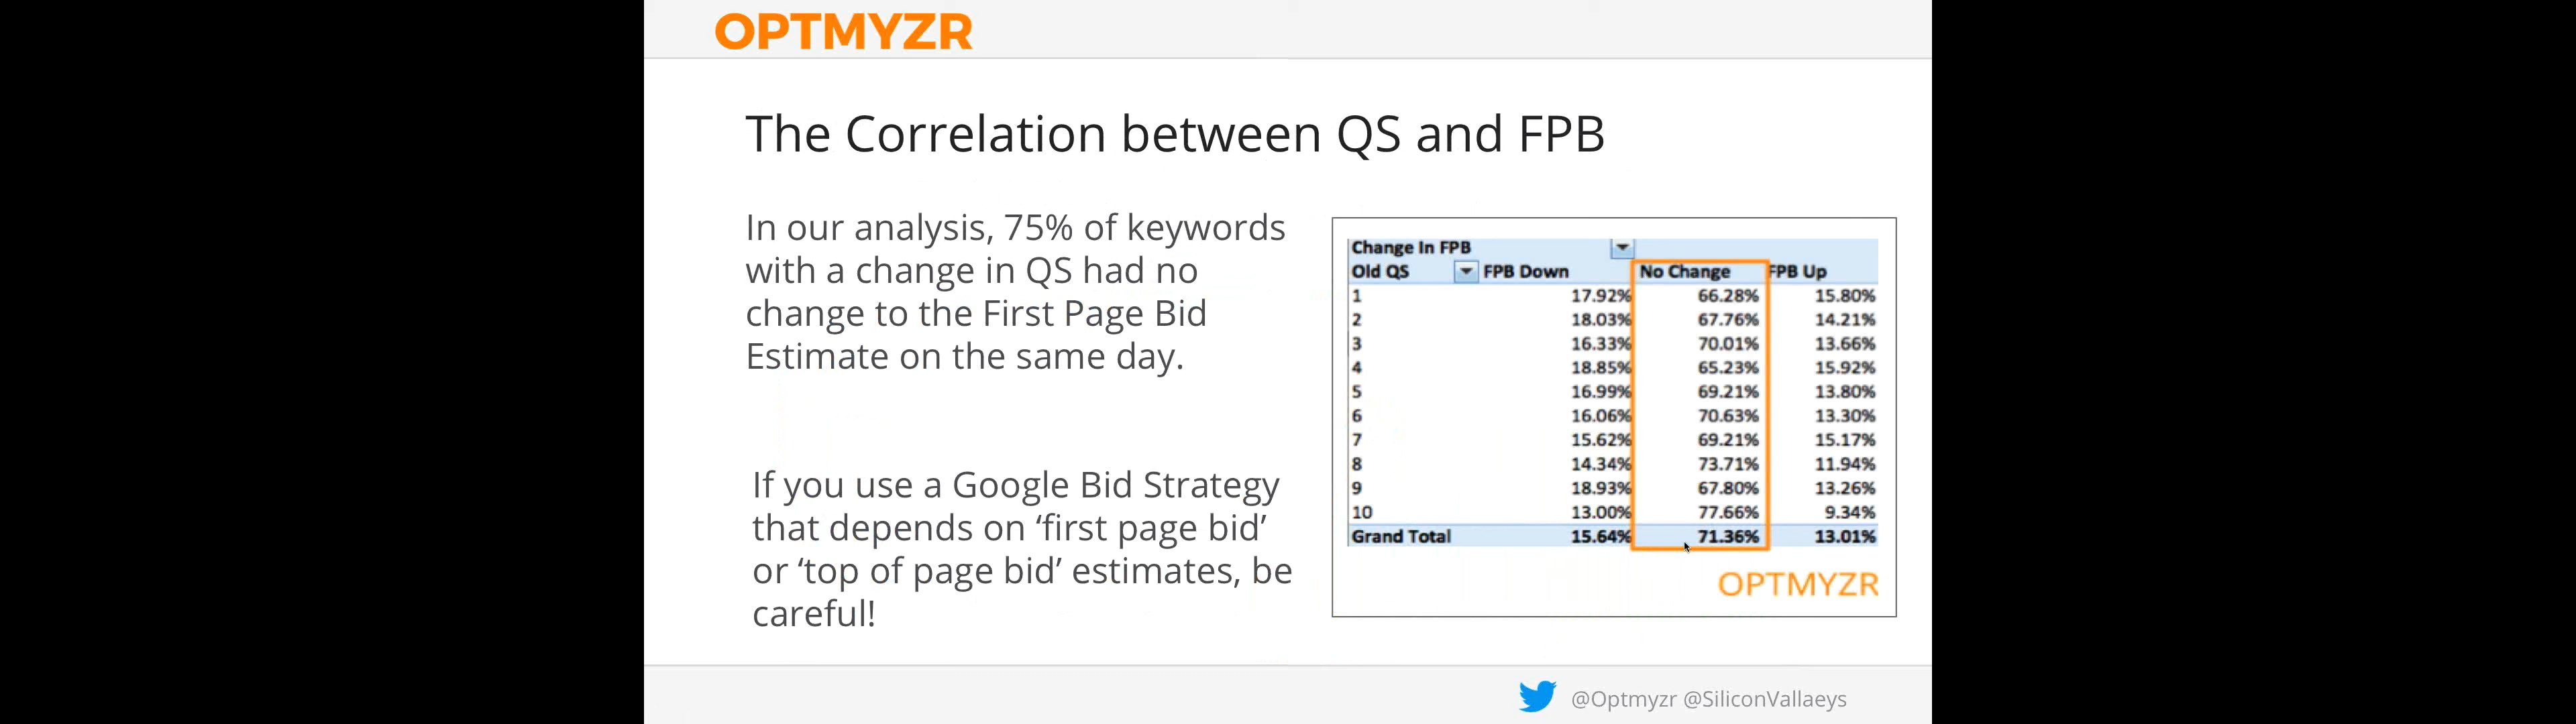 OPTMYZR
The Correlation between QS and FPB
In our analysis, 75% of keywords
with a change in QS had no
change to the First Page Bid
Estimate on the same day.
If you use a Google Bid Strategy
that depends on ‘first page bid’
or ‘top of page bid’ estimates, be
careful!
Change In FPB
Old QS FPB Down No Change FPB Up
1 17.92% 66.28% 15.80%
2 18.03% 67.76% 14.21%
3 16.33% 70.01% 13.66%
4 18.85% 65.23% 15.92%
5 16.99% 69.21% 13.80%
6 16.06% 70.63% 13.30%
7 15.62% 69.21% 15.17%
8 14.34% 73.71% 11.94%
9 18.93% 67.80% 13.26%
10 13.00% 77.66% 9.34%
Grand Total 15.64% 71.36% 13.01%
OPTMYZR
@Optmyzr @SiliconVallaeys